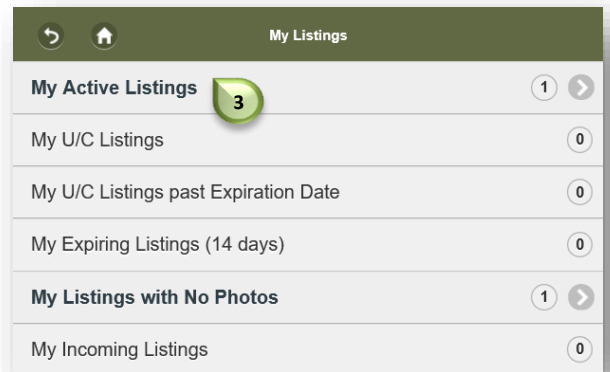 My Listings
My Active Listings 3 1
My U/C Listings 0
My U/C Listings past Expiration Date 0
My Expiring Listings (14 days) 0
My Listings with No Photos 1
My Incoming Listings 0